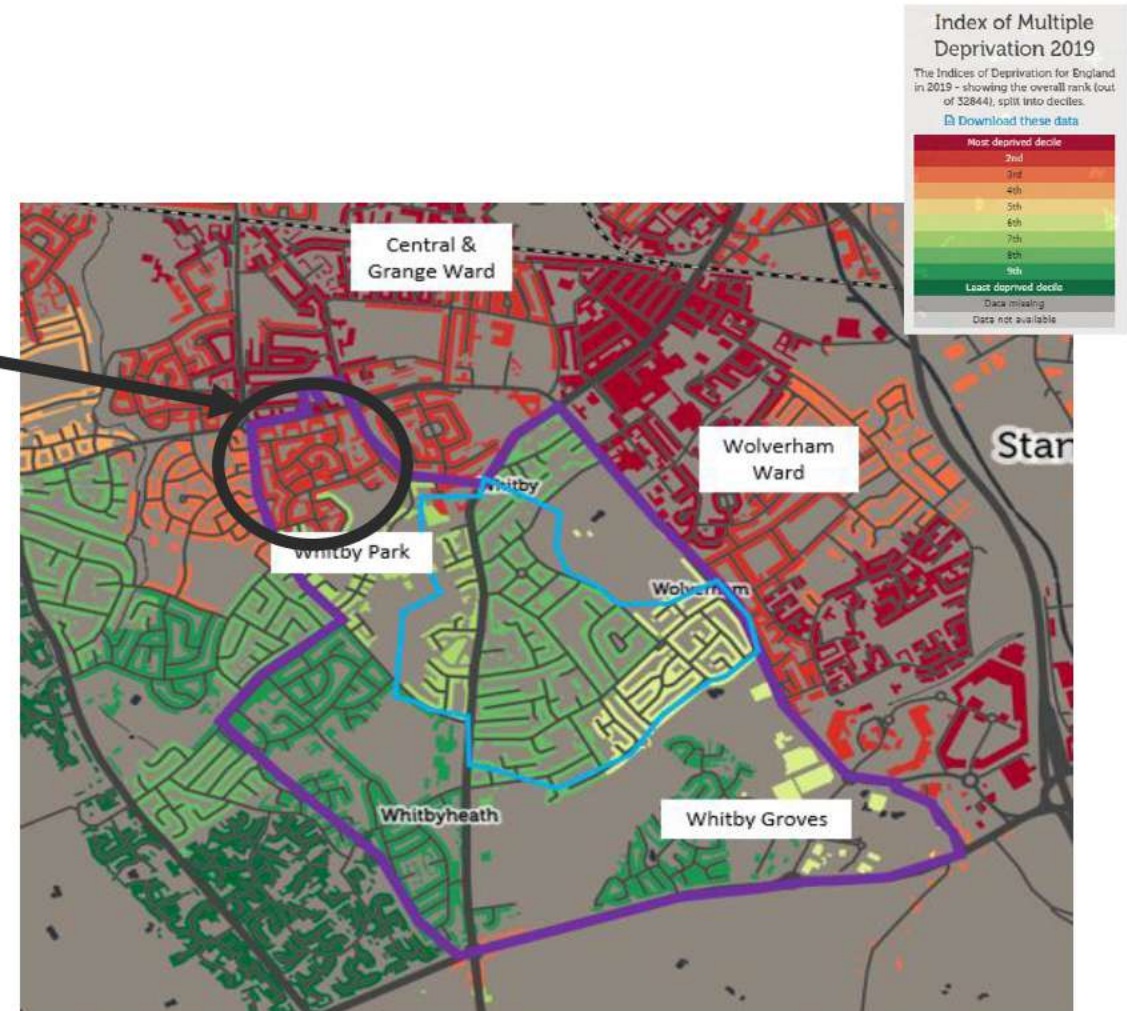 Index of Multiple
Deprivation 2019
The Indices of Deprivation for England
in 2019 - showing the overall rank (out
of 32844), split into deciles.
Download these data
Most deprived decile
2nd
3rd
4th
5th
6th
7th
8th
9th
Least deprived decile
Data missing
Data not available
Central &
Grange Ward
Wolverham
Ward
Stan
Whitby
Whitby Park
Wolverham
Whitbyheath
Whitby Groves